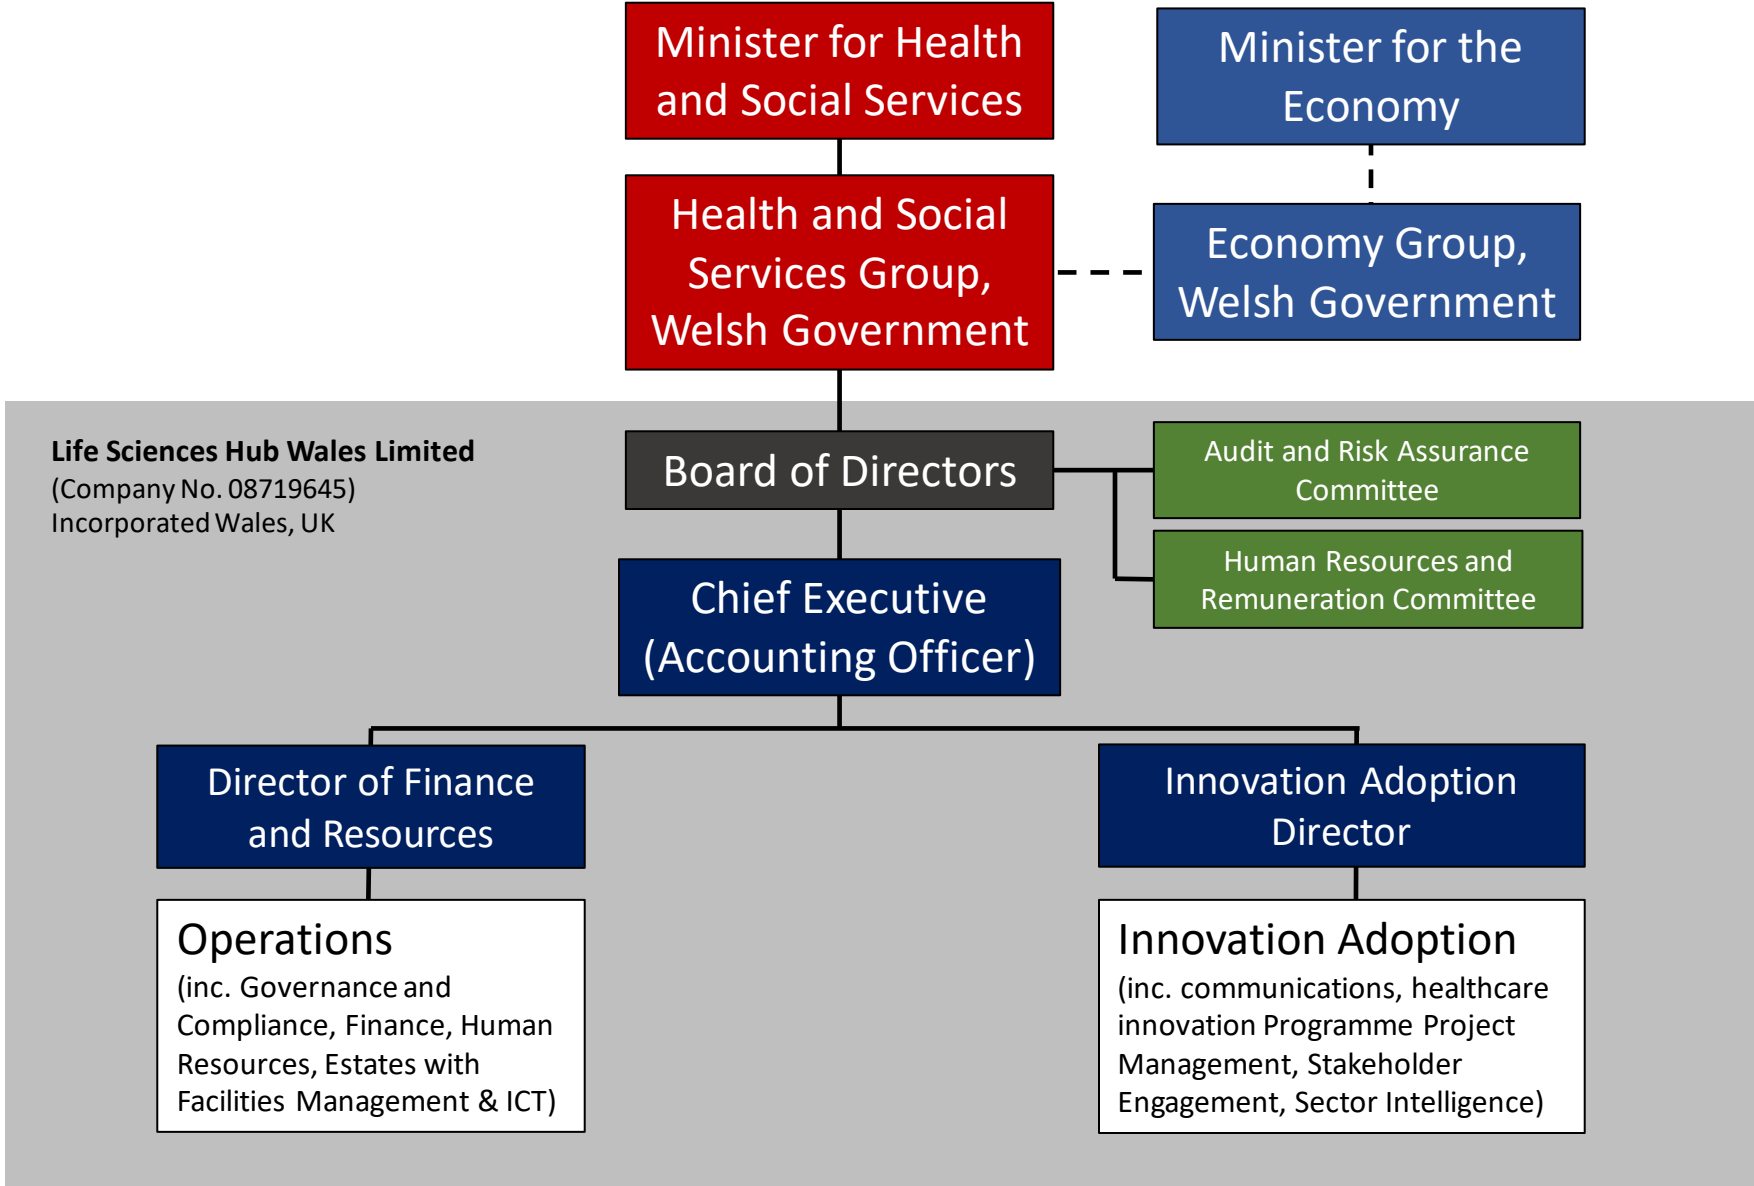 Minister for Health
and Social Services
Minister for the
Economy
Health and Social
Services Group,
Welsh Government
Economy Group,
Welsh Government
Life Sciences Hub Wales Limited
(Company No. 08719645)
Incorporated Wales, UK
Board of Directors
Audit and Risk Assurance
Committee
Human Resources and
Remuneration Committee
Chief Executive
(Accounting Officer)
Director of Finance
and Resources
Innovation Adoption
Director
Operations
(inc. Governance and
Compliance, Finance, Human
Resources, Estates with
Facilities Management & ICT)
Innovation Adoption
(inc. communications, healthcare
innovation Programme Project
Management, Stakeholder
Engagement, Sector Intelligence)